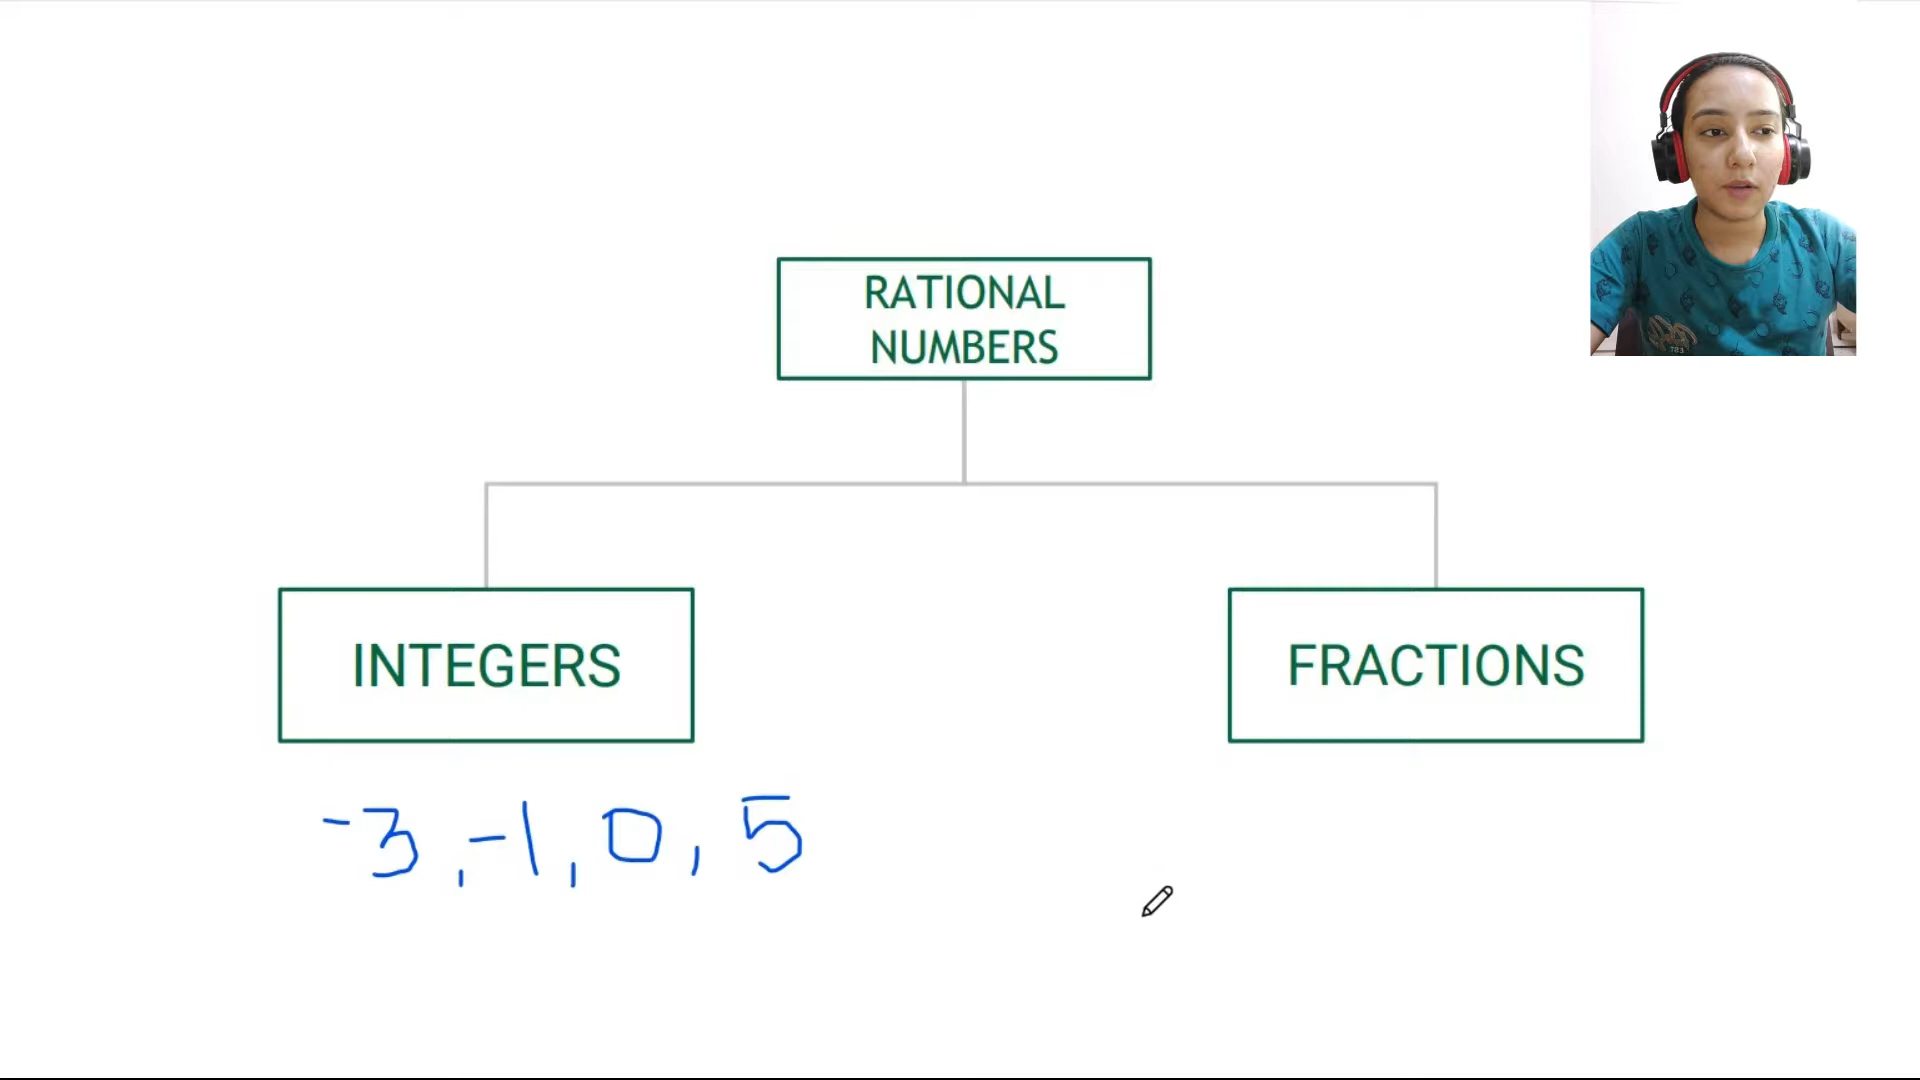 RATIONAL
NUMBERS
INTEGERS
FRACTIONS
-3, -1, 0, 5